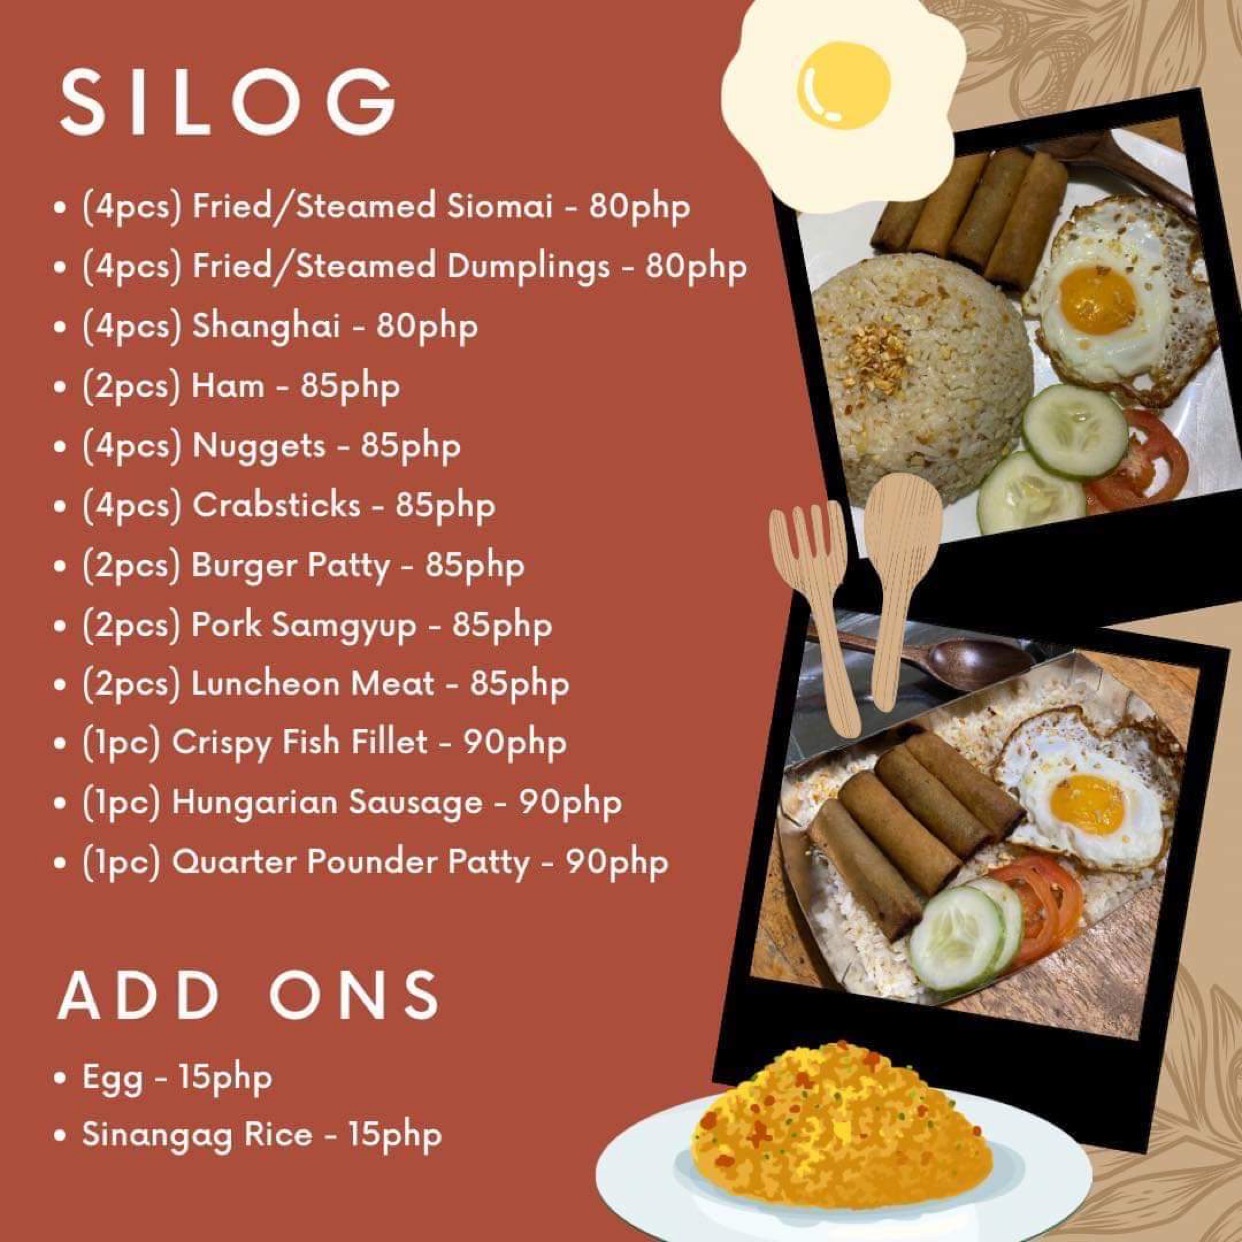 SILOG
• (4pcs) Fried/Steamed Siomai - 80php
• (4pcs) Fried/Steamed Dumplings - 80php
• (4pcs) Shanghai - 80php
• (2pcs) Ham - 85php
• (4pcs) Nuggets - 85php
• (4pcs) Crabsticks - 85php
• (2pcs) Burger Patty - 85php
• (2pcs) Pork Samgyup - 85php
• (2pcs) Luncheon Meat - 85php
• (1pc) Crispy Fish Fillet - 90php
• (1pc) Hungarian Sausage - 90php
• (1pc) Quarter Pounder Patty - 90php
ADD ONS
• Egg - 15php
• Sinangag Rice - 15php